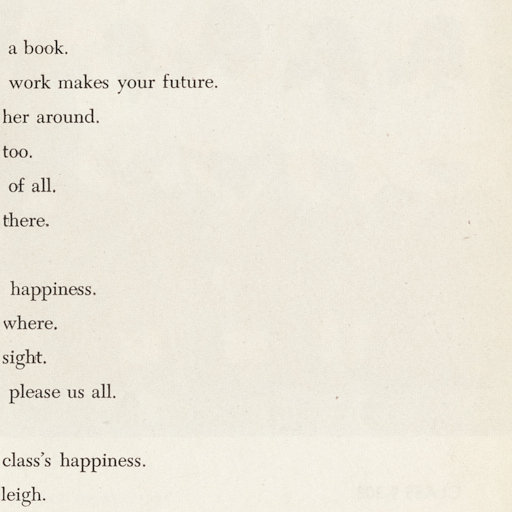 a book.
work makes your future.
her around.
too.
of all.
there.
happiness.
where.
sight.
please us all.
class's happiness.
leigh.